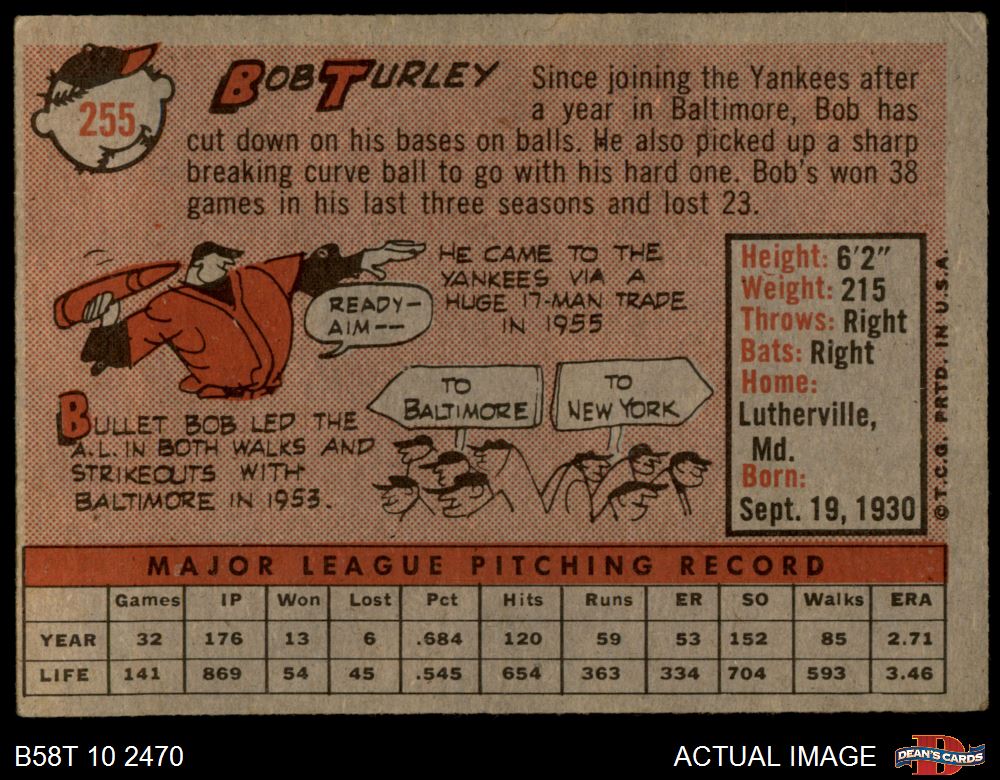 255
BOB TURLEY
Since joining the Yankees after
a year in Baltimore, Bob has
cut down on his bases on balls. He also picked up a sharp
breaking curve ball to go with his hard one. Bob's won 38
games in his last three seasons and lost 23.
HE CAME TO THE
YANKEES VIA A
HUGE 17-MAN TRADE
IN 1955
READY—
AIM——
TO
BALTIMORE
TO
NEW YORK
BULLET BOB LED THE
A.L. IN BOTH WALKS AND
STRIKEOUTS WITH
BALTIMORE IN 1953.
Height: 6'2"
Weight: 215
Throws: Right
Bats: Right
Home:
Lutherville,
Md.
Born:
Sept. 19, 1930
©T.C.G. PRTD. IN U.S.A.
MAJOR LEAGUE PITCHING RECORD
Games IP Won Lost Pct Hits Runs ER SO Walks ERA
YEAR 32 176 13 6 .684 120 59 53 152 85 2.71
LIFE 141 869 54 45 .545 654 363 334 704 593 3.46
B58T 10 2470
ACTUAL IMAGE
DEAN'S CARDS